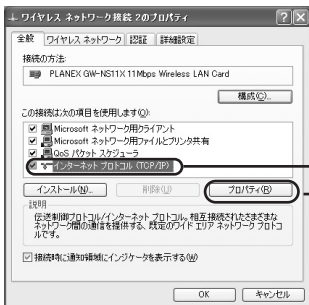 ワイヤレス ネットワーク接続 2のプロパティ
全般 ワイヤレス ネットワーク 認証 詳細設定
接続の方法:
PLANEX GW-NS11X 11Mbps Wireless LAN Card
構成(C)...
この接続は次の項目を使用します(O):
Microsoft ネットワーク用クライアント
Microsoft ネットワーク用ファイルとプリンタ共有
QoS パケット スケジューラ
インターネット プロトコル (TCP/IP)
インストール(N)... 削除(U) プロパティ(R)
説明
伝送制御プロトコル/インターネット プロトコル。相互接続されたさまざまな
ネットワーク間の通信を提供する、既定のワイド エリア ネットワーク プロトコ
ルです。
接続時に通知領域にインジケータを表示する(W)
OK キャンセル